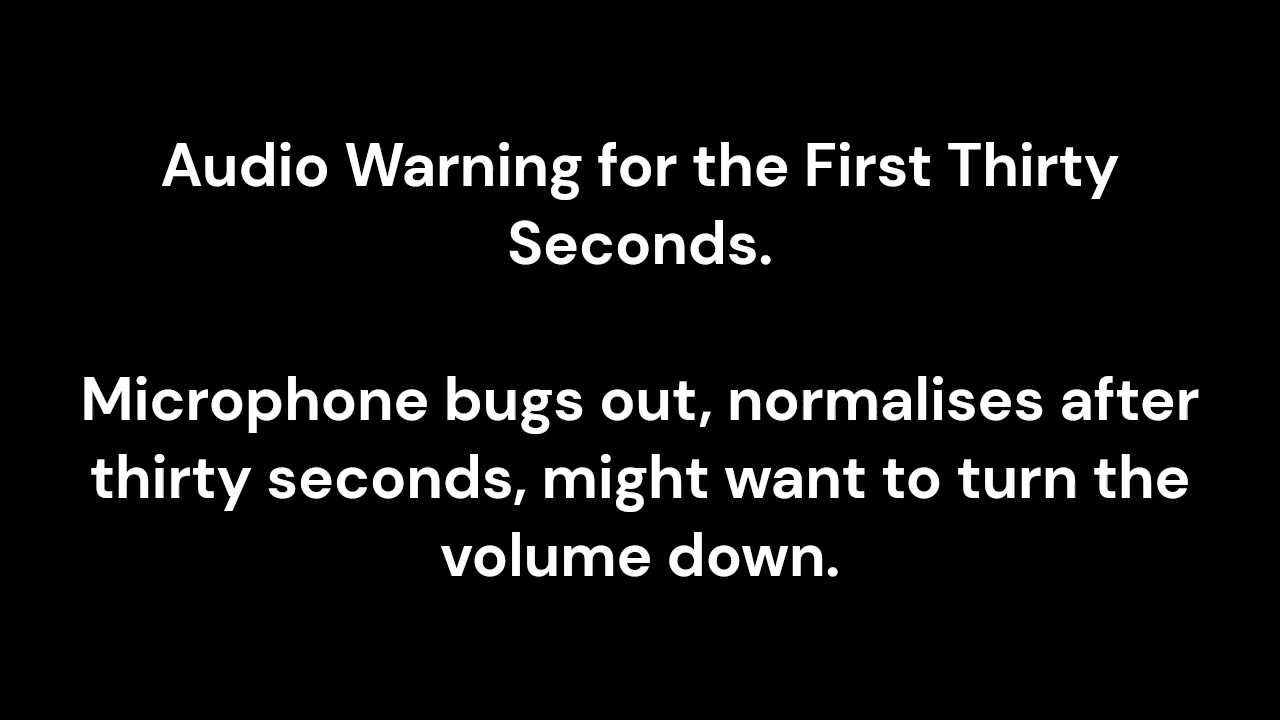 Audio Warning for the First Thirty
Seconds.
Microphone bugs out, normalises after
thirty seconds, might want to turn the
volume down.